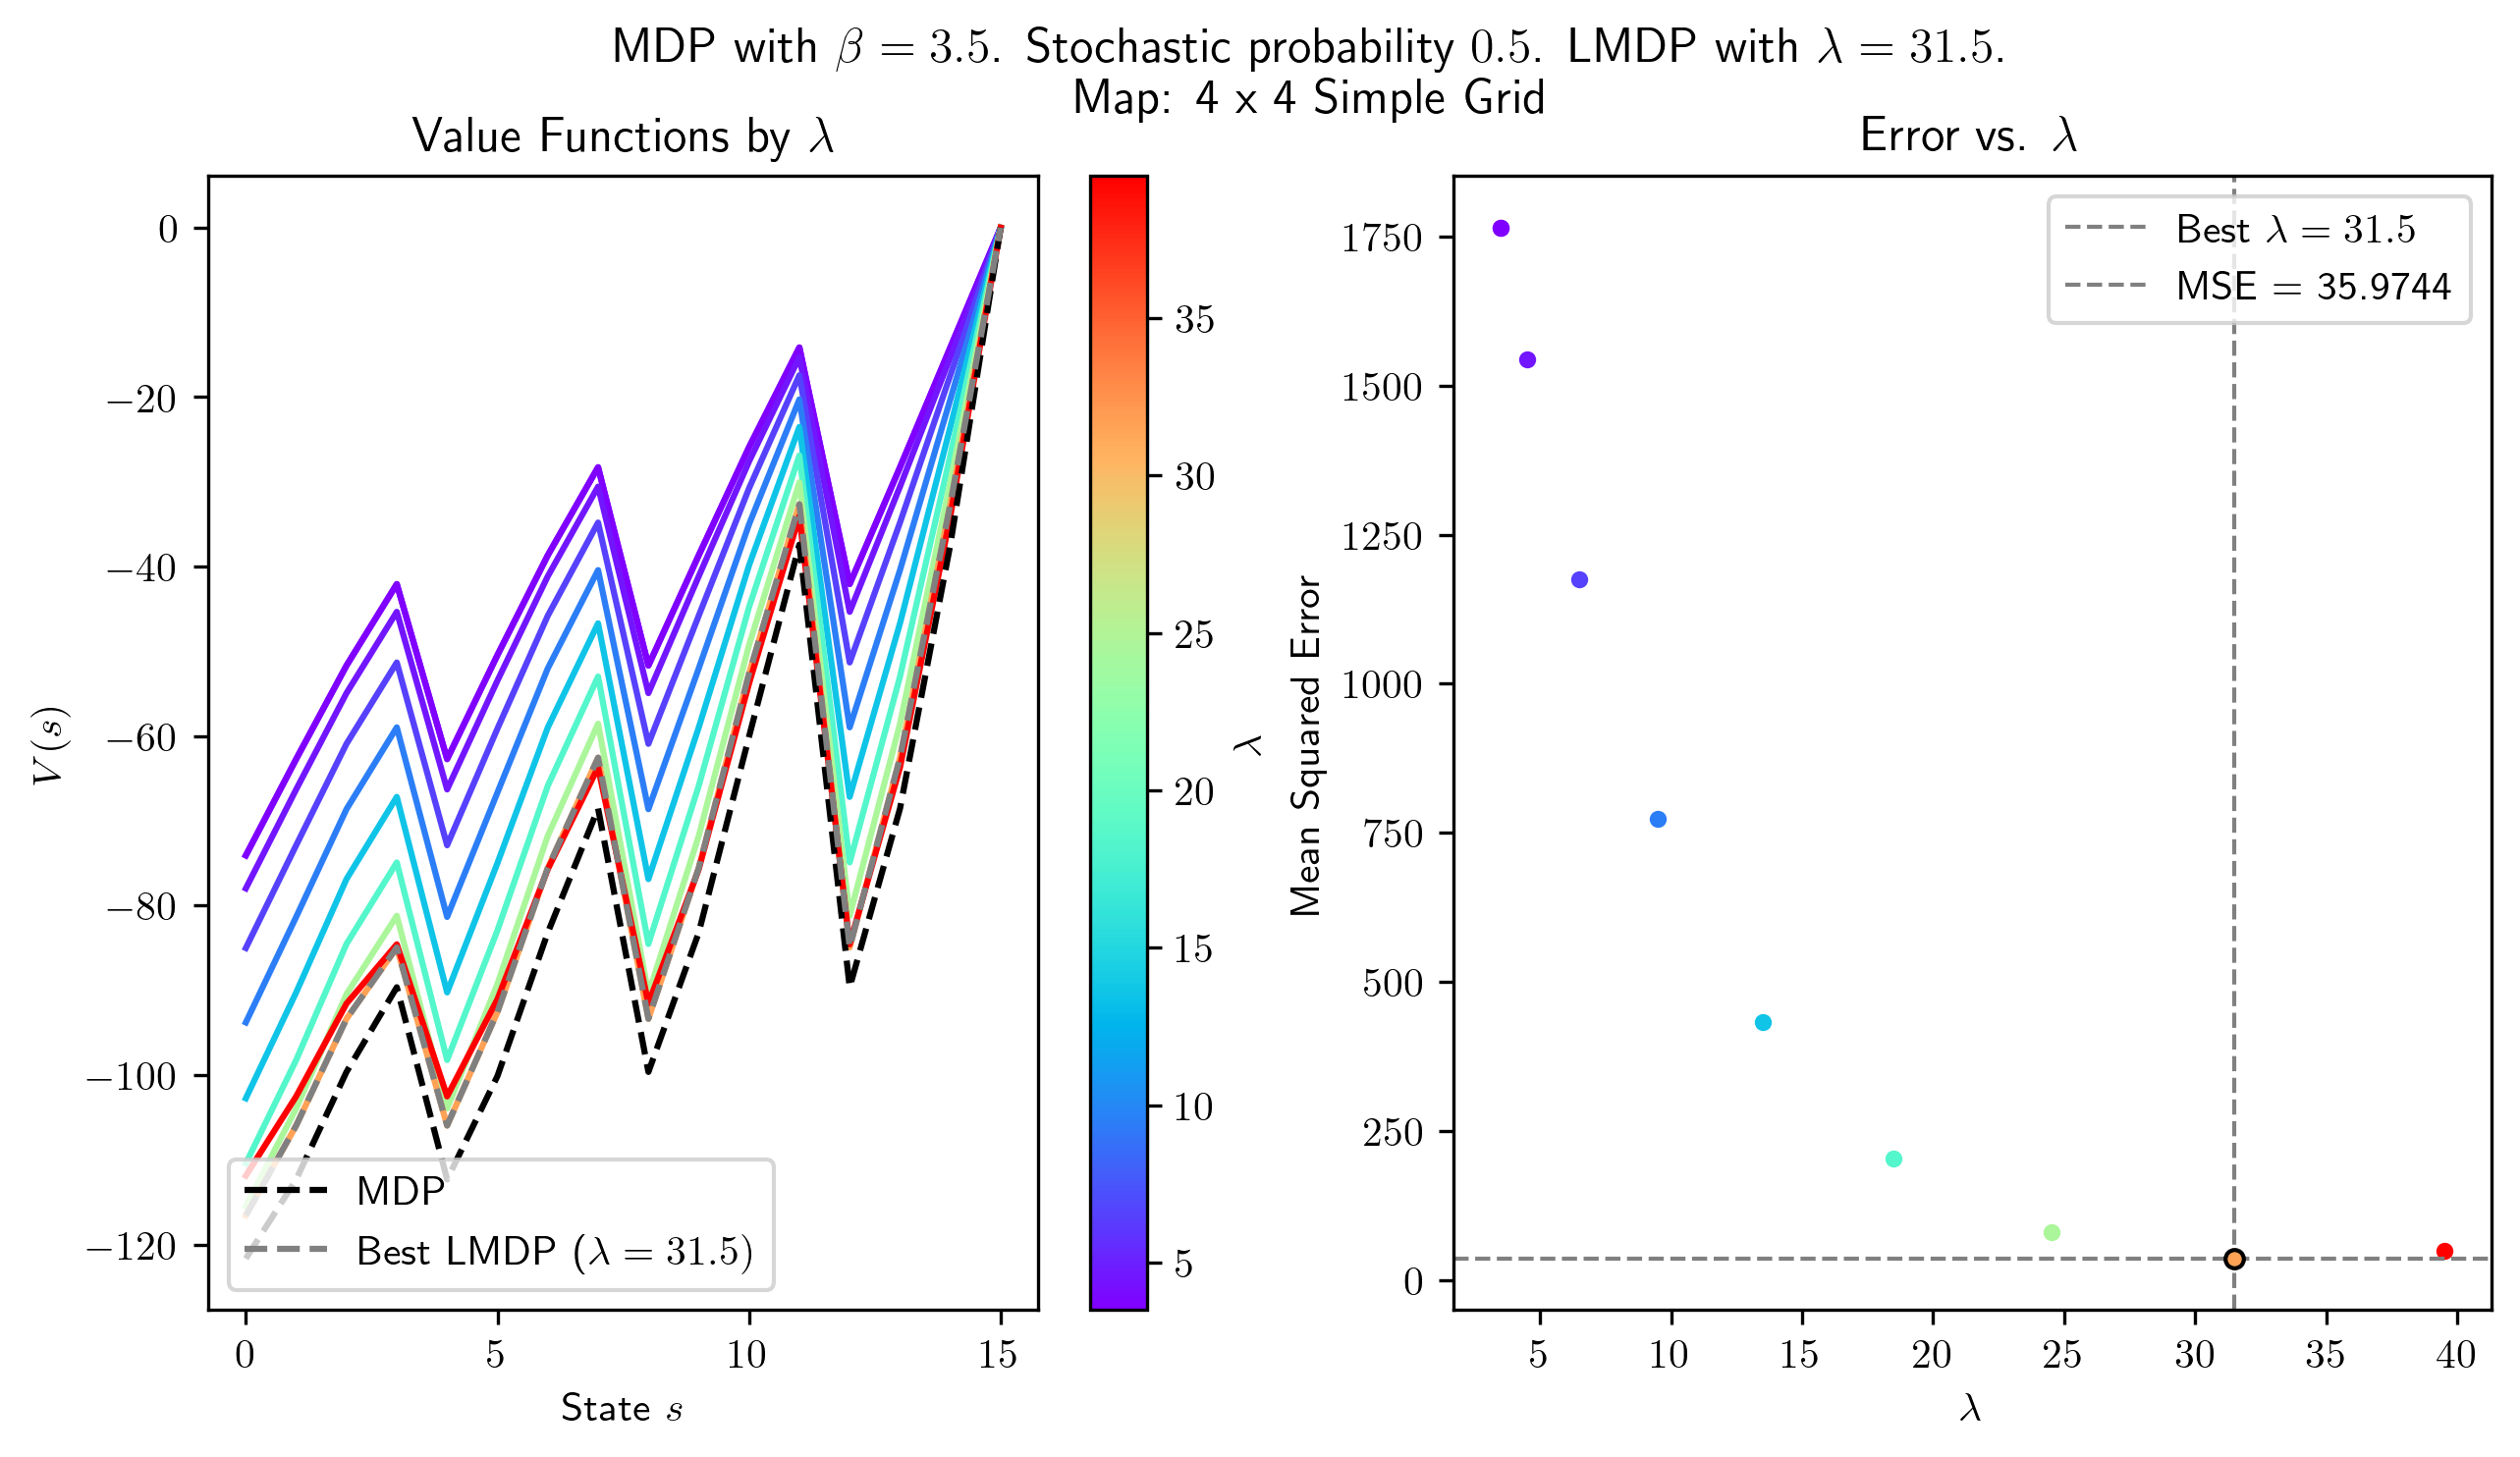 MDP with β = 3.5. Stochastic probability 0.5. LMDP with λ = 31.5.
Map: 4 x 4 Simple Grid
Value Functions by λ
0
−20
−40
−60
−80
−100
−120
V(s)
0
5
10
15
State s
MDP
Best LMDP (λ = 31.5)
35
30
25
20
15
10
5
λ
Error vs. λ
1750
1500
1250
1000
750
500
250
0
Mean Squared Error
5
10
15
20
25
30
35
40
λ
Best λ = 31.5
MSE = 35.9744